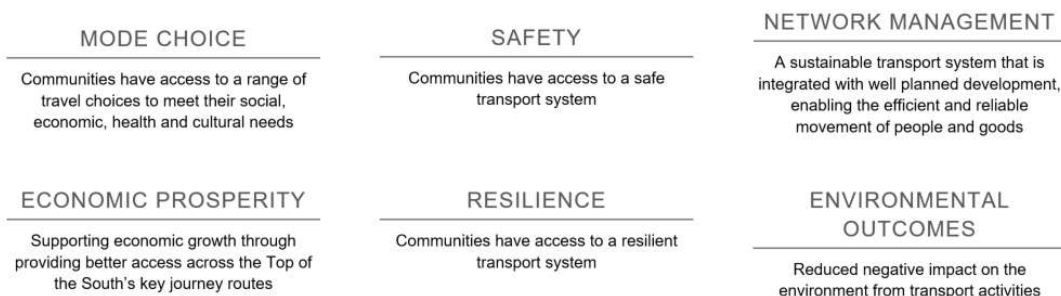 MODE CHOICE
Communities have access to a range of
travel choices to meet their social,
economic, health and cultural needs
SAFETY
Communities have access to a safe
transport system
NETWORK MANAGEMENT
A sustainable transport system that is
integrated with well planned development,
enabling the efficient and reliable
movement of people and goods
ECONOMIC PROSPERITY
Supporting economic growth through
providing better access across the Top of
the South's key journey routes
RESILIENCE
Communities have access to a resilient
transport system
ENVIRONMENTAL
OUTCOMES
Reduced negative impact on the
environment from transport activities